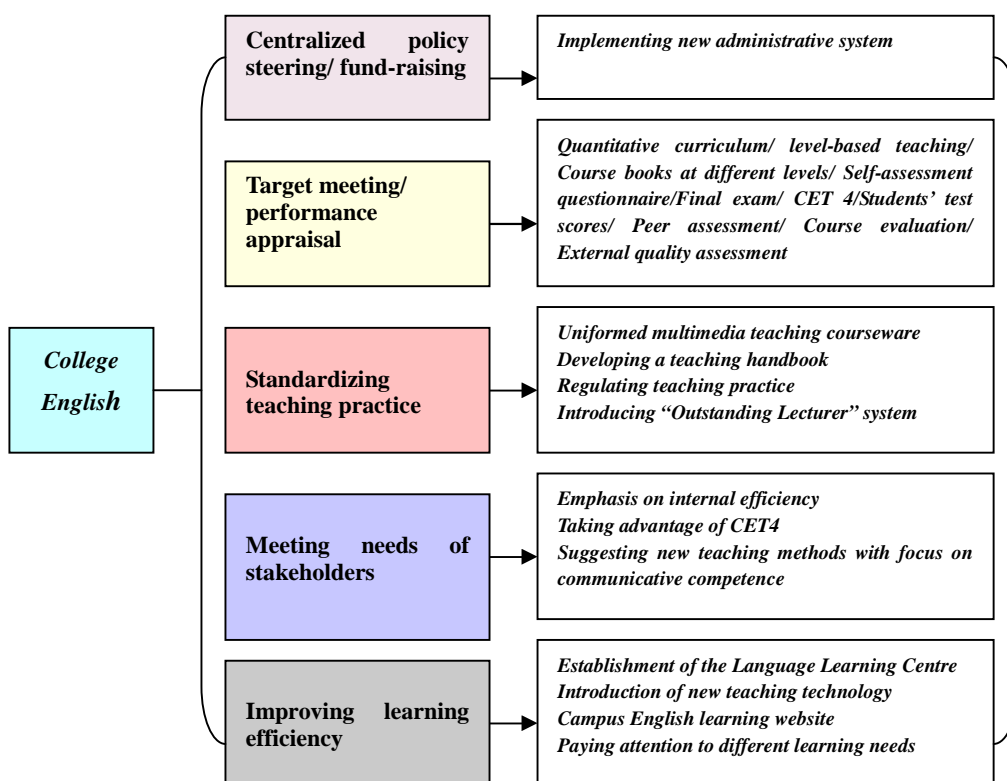 Centralized policy
steering/ fund-raising
Implementing new administrative system
Target meeting/
performance
appraisal
Quantitative curriculum/ level-based teaching/
Course books at different levels/ Self-assessment
questionnaire/Final exam/ CET 4/Students’ test
scores/ Peer assessment/ Course evaluation/
External quality assessment
College
English
Standardizing
teaching practice
Uniformed multimedia teaching courseware
Developing a teaching handbook
Regulating teaching practice
Introducing “Outstanding Lecturer” system
Meeting needs of
stakeholders
Emphasis on internal efficiency
Taking advantage of CET4
Suggesting new teaching methods with focus on
communicative competence
Improving learning
efficiency
Establishment of the Language Learning Centre
Introduction of new teaching technology
Campus English learning website
Paying attention to different learning needs